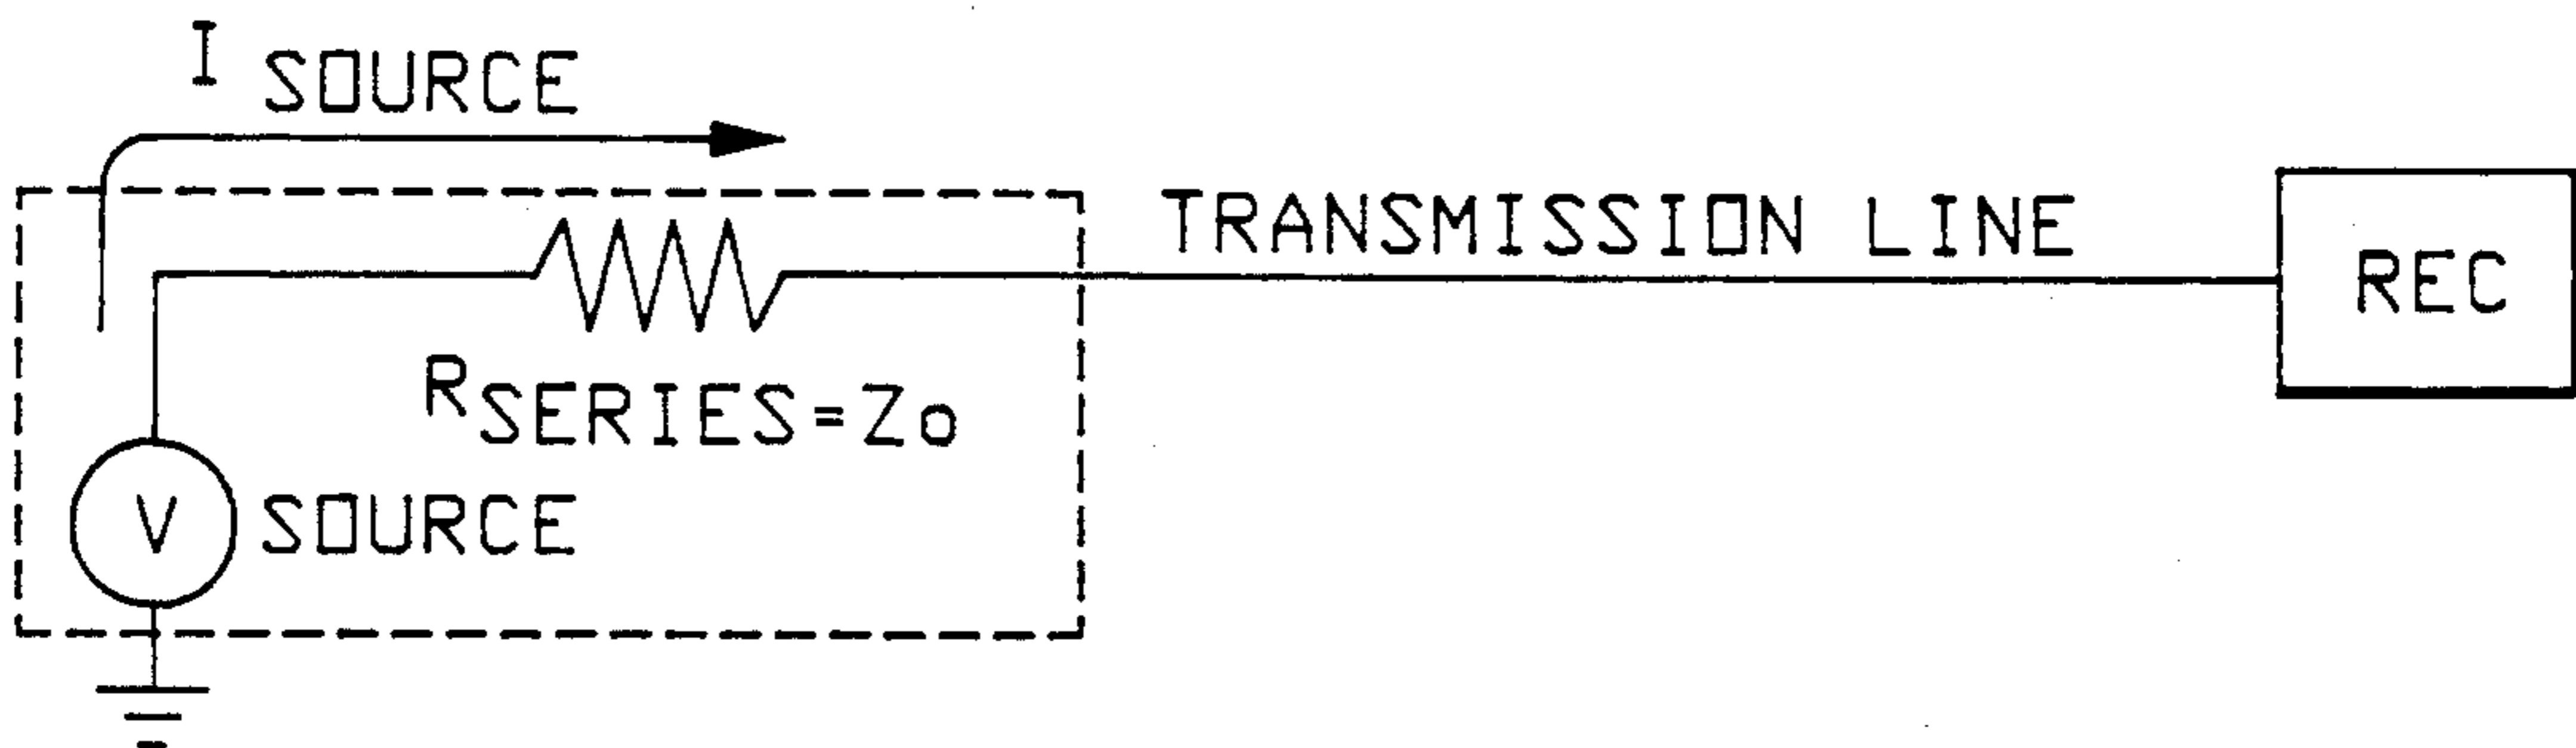 I SOURCE
TRANSMISSION LINE
REC
RSERIES=Zo
V SOURCE